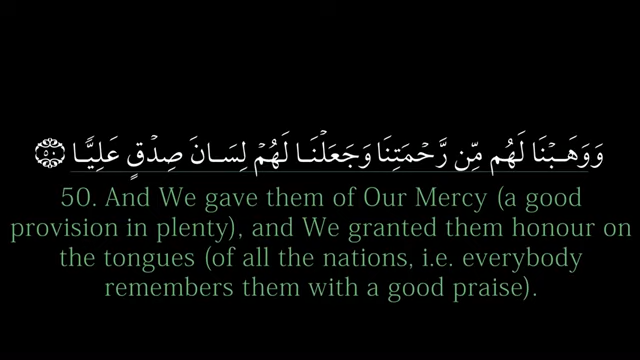 وَوَهَبْنَا لَهُم مِّن رَّحْمَتِنَا وَجَعَلْنَا لَهُمْ لِسَانَ صِدْقٍ عَلِيًّا ۝٥٠
50. And We gave them of Our Mercy (a good
provision in plenty), and We granted them honour on
the tongues (of all the nations, i.e. everybody
remembers them with a good praise).